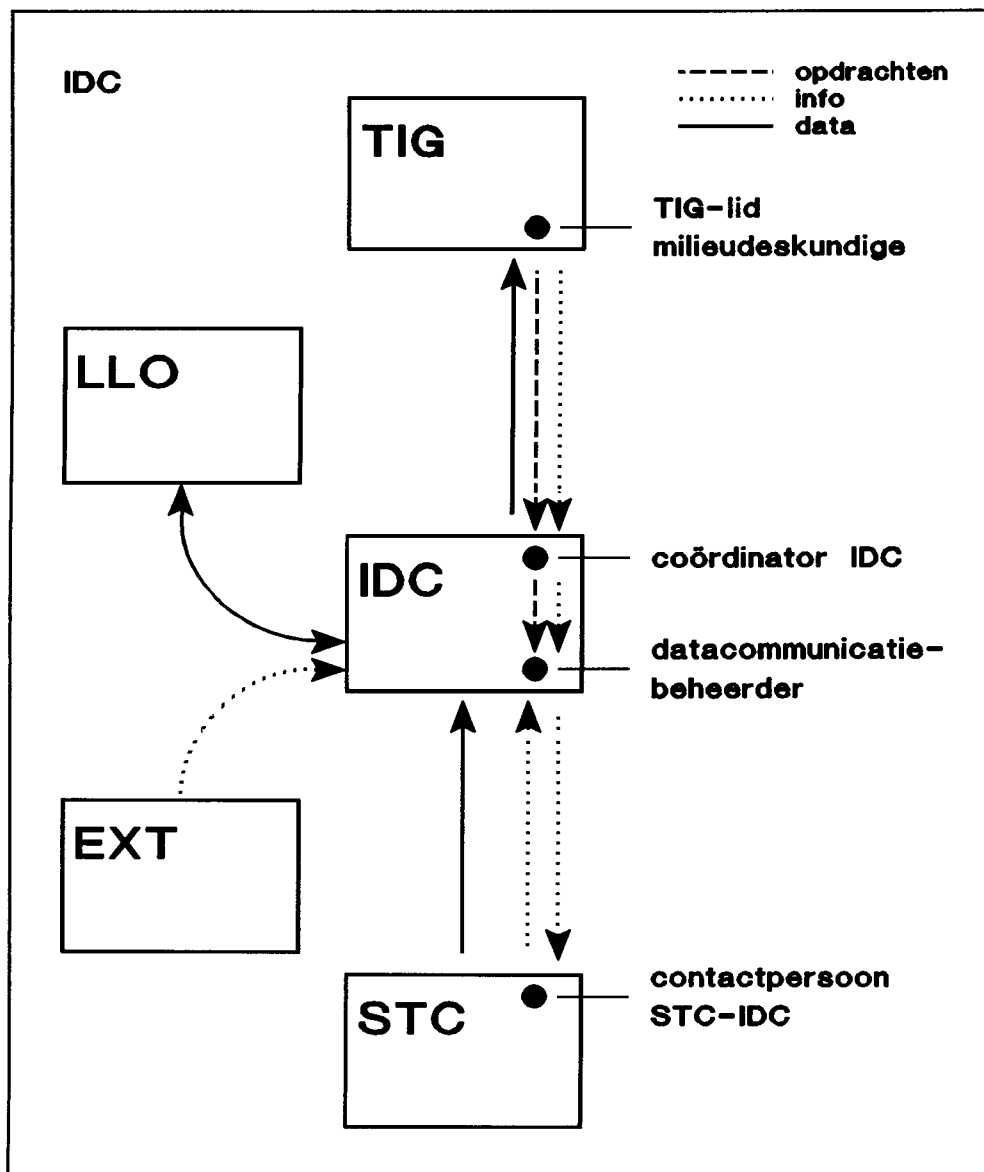 IDC
opdrachten
info
data
TIG
TIG-lid
milieudeskundige
LLO
IDC
coördinator IDC
datacommunicatie-
beheerder
EXT
STC
contactpersoon
STC-IDC